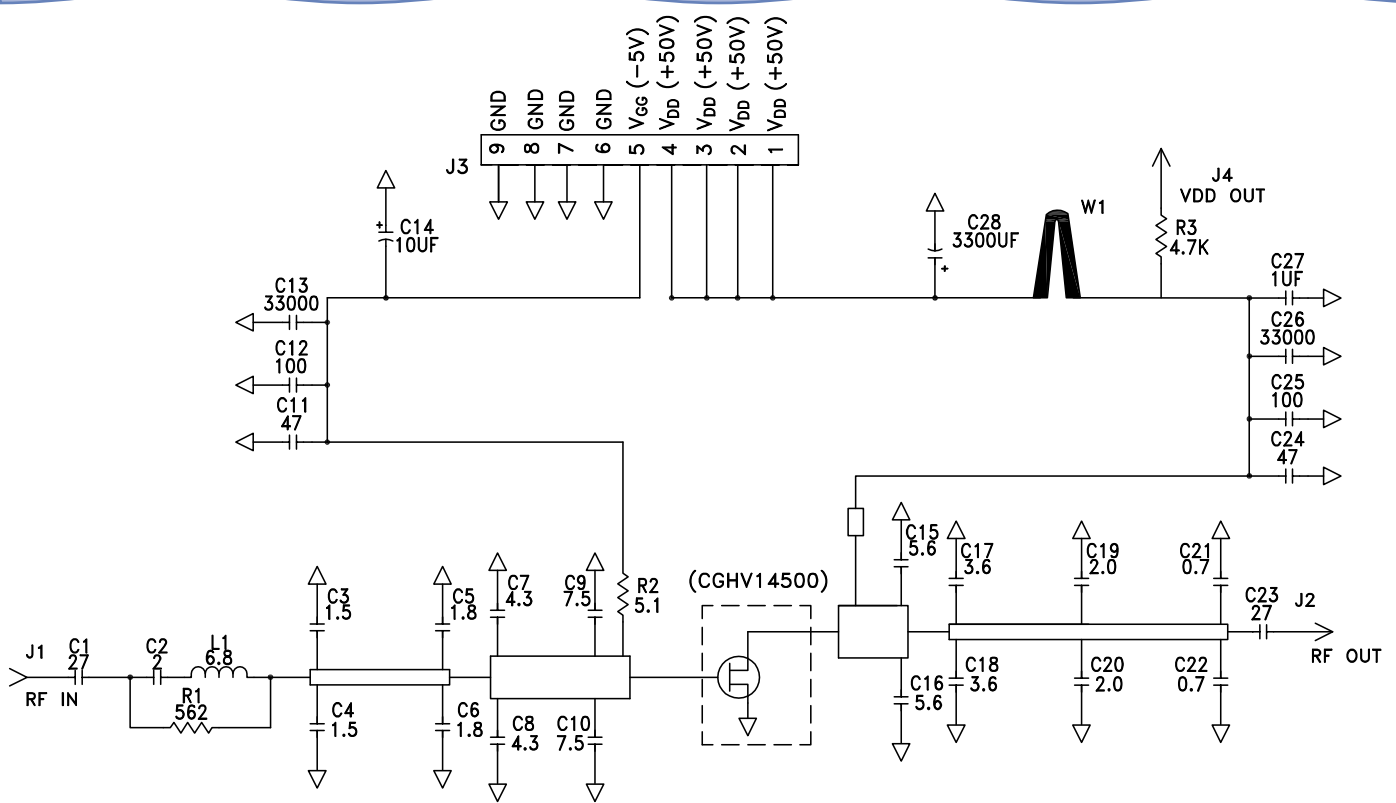 GND
GND
GND
GND
VGG (-5V)
VDD (+50V)
VDD (+50V)
VDD (+50V)
VDD (+50V)
J3
9 8 7 6 5 4 3 2 1
+
C14
10UF
C28
3300UF
+
W1
J4
VDD OUT
R3
4.7K
C13
33000
C12
100
C11
47
C27
1UF
C26
33000
C25
100
C24
47
J1
RF IN
C1
27
C2
2
L1
6.8
R1
562
C3
1.5
C4
1.5
C5
1.8
C6
1.8
C7
4.3
C8
4.3
C9
7.5
C10
7.5
R2
5.1
(CGHV14500)
C15
5.6
C16
5.6
C17
3.6
C18
3.6
C19
2.0
C20
2.0
C21
0.7
C22
0.7
C23
27
J2
RF OUT